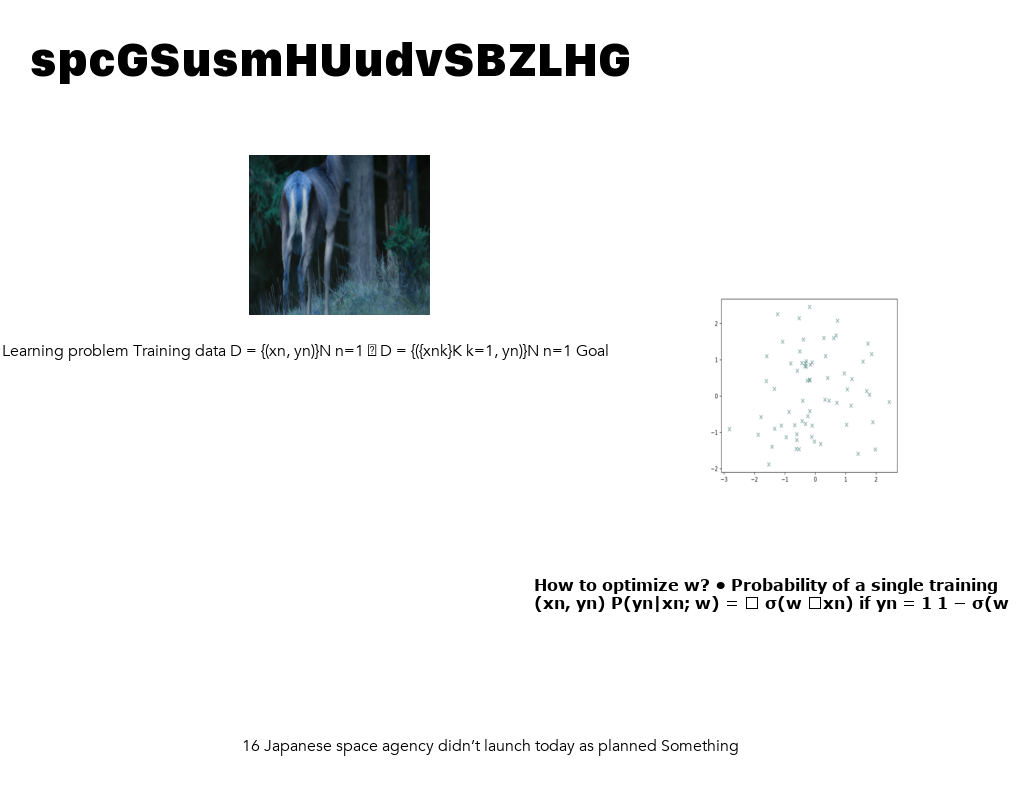 spcGSusmHUudvSBZLHG
Learning problem Training data D = {(xn, yn)}N n=1 ⍰ D = {({xnk}K k=1, yn)}N n=1 Goal
2
1
0
−1
−2
−3 −2 −1 0 1 2
How to optimize w? • Probability of a single training
(xn, yn) P(yn|xn; w) = □ σ(w □xn) if yn = 1 1 − σ(w
16 Japanese space agency didn’t launch today as planned Something